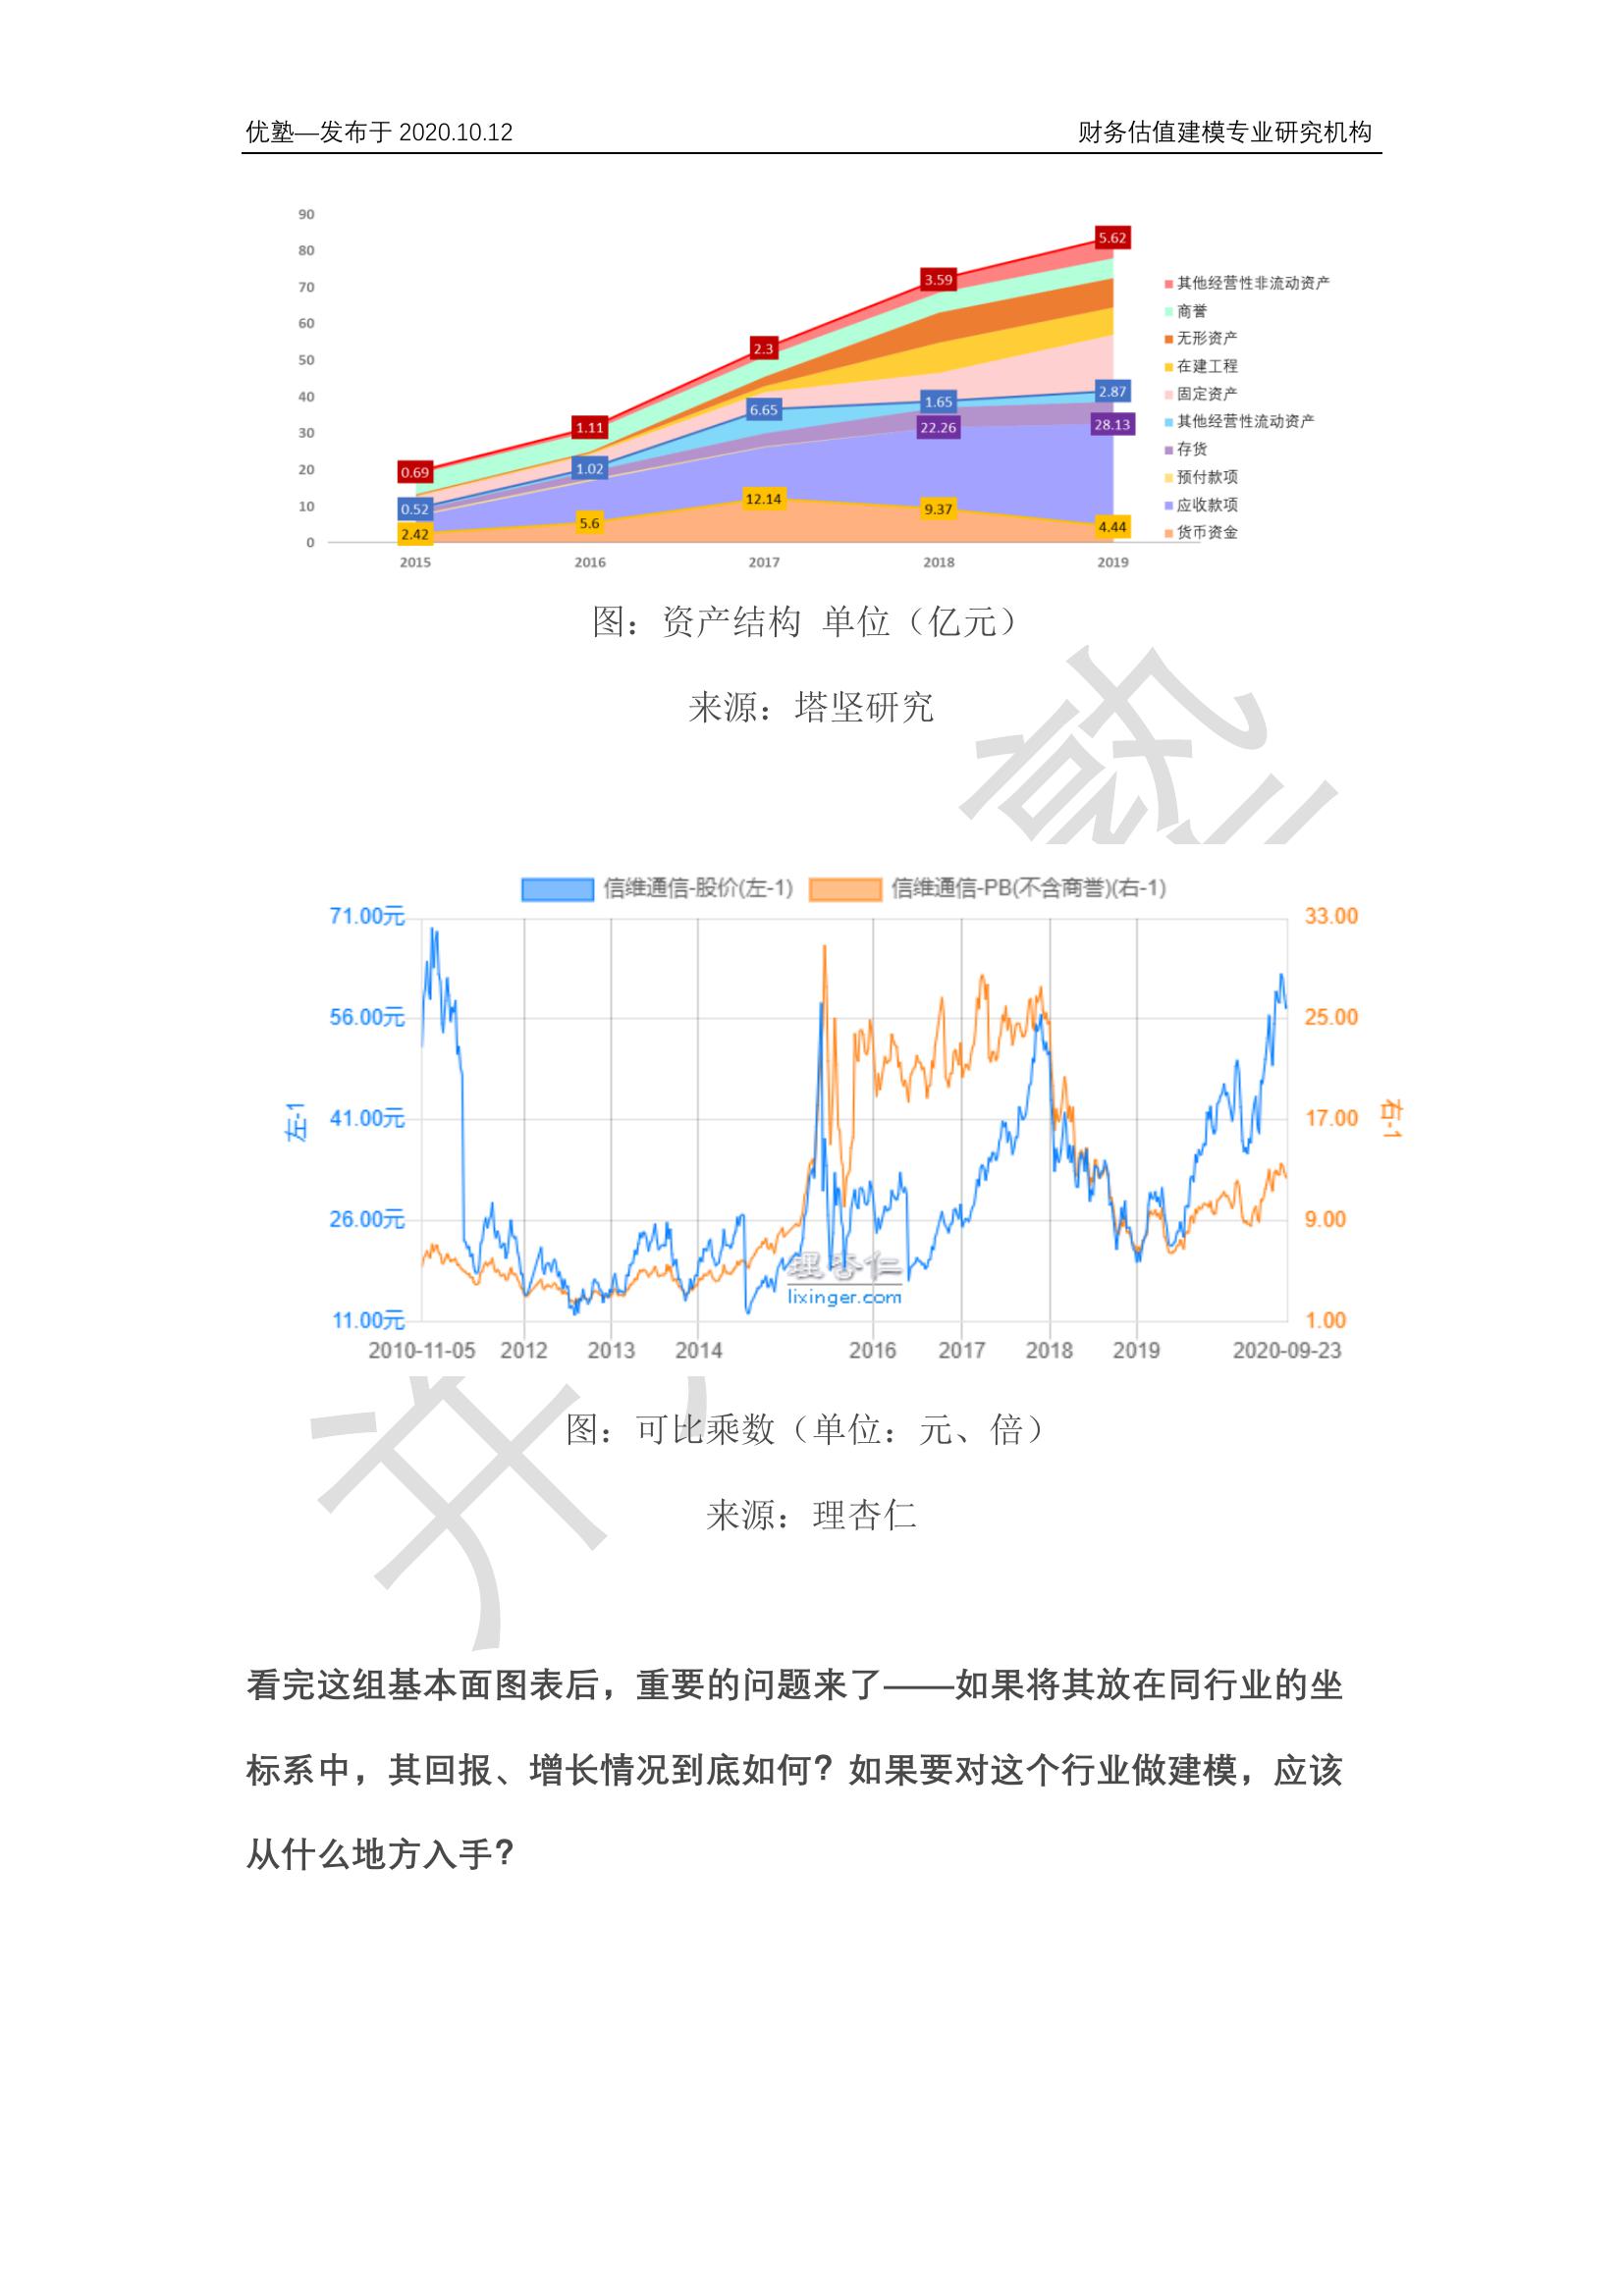 优塾—发布于 2020.10.12 财务估值建模专业研究机构
90
80
70
60
50
40
30
20
10
0
0.69
0.52
2.42
1.11
1.02
5.6
2.3
6.65
12.14
3.59
1.65
22.26
9.37
5.62
2.87
28.13
4.44
2015 2016 2017 2018 2019
其他经营性非流动资产
商誉
无形资产
在建工程
固定资产
其他经营性流动资产
存货
预付款项
应收款项
货币资金
图：资产结构 单位（亿元）
来源：塔坚研究
信维通信-股价(左-1) 信维通信-PB(不含商誉)(右-1)
71.00元 33.00
56.00元 25.00
左-1 41.00元 17.00 右-1
26.00元 9.00
理杏仁
lixinger.com
11.00元 1.00
2010-11-05 2012 2013 2014 2016 2017 2018 2019 2020-09-23
图：可比乘数（单位：元、倍）
来源：理杏仁
看完这组基本面图表后，重要的问题来了——如果将其放在同行业的坐
标系中，其回报、增长情况到底如何？如果要对这个行业做建模，应该
从什么地方入手？